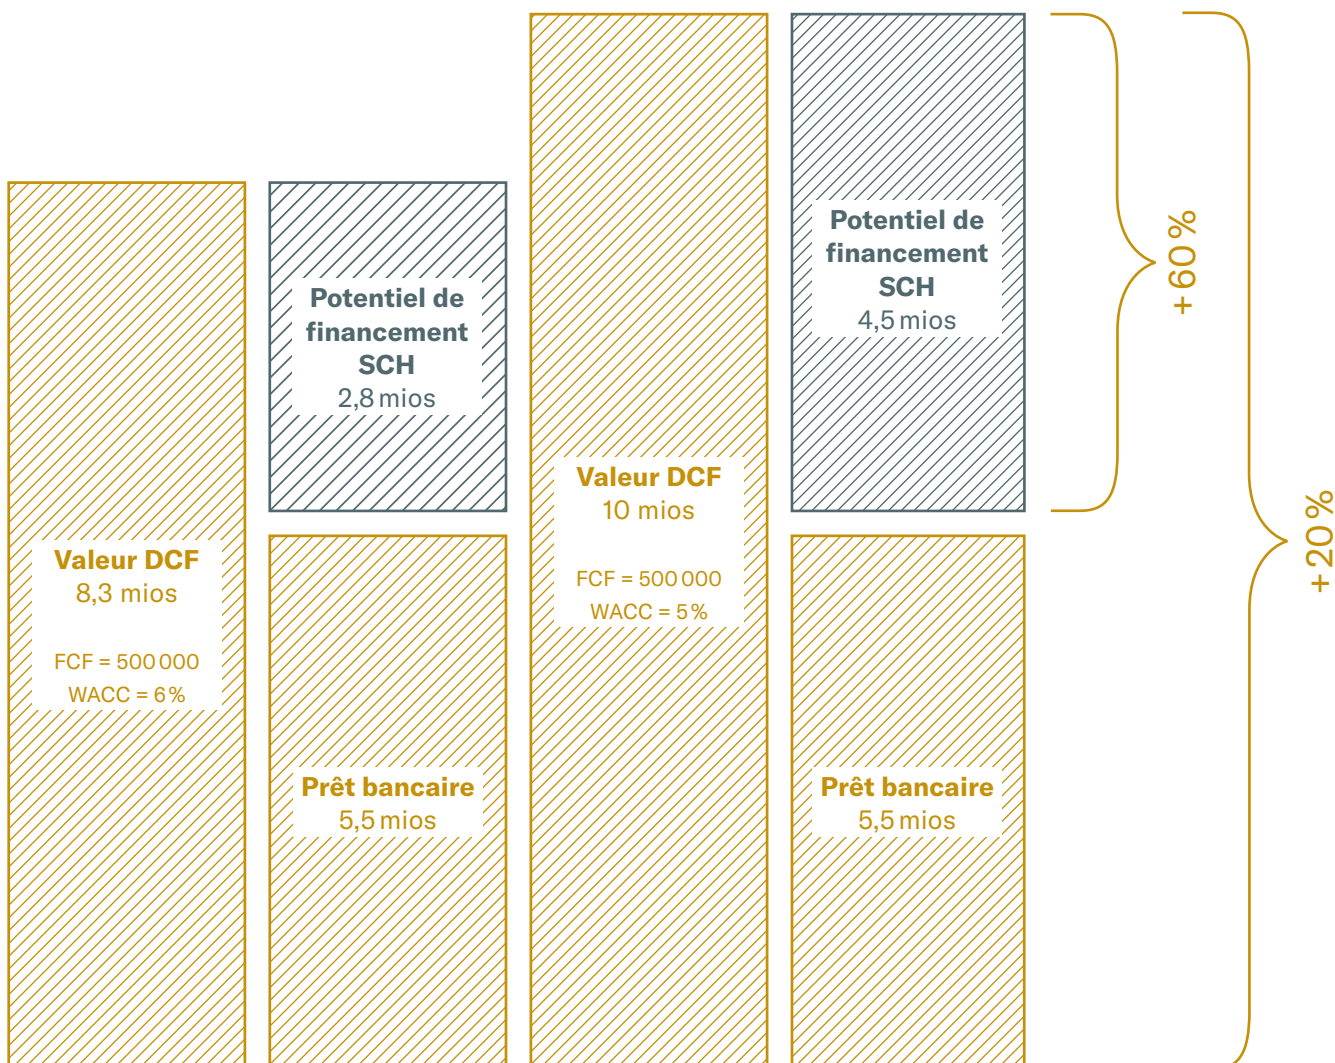 Valeur DCF
8,3 mios
FCF = 500 000
WACC = 6 %
Potentiel de
financement
SCH
2,8 mios
Prêt bancaire
5,5 mios
Valeur DCF
10 mios
FCF = 500 000
WACC = 5 %
Potentiel de
financement
SCH
4,5 mios
Prêt bancaire
5,5 mios
+ 60 %
+ 20 %